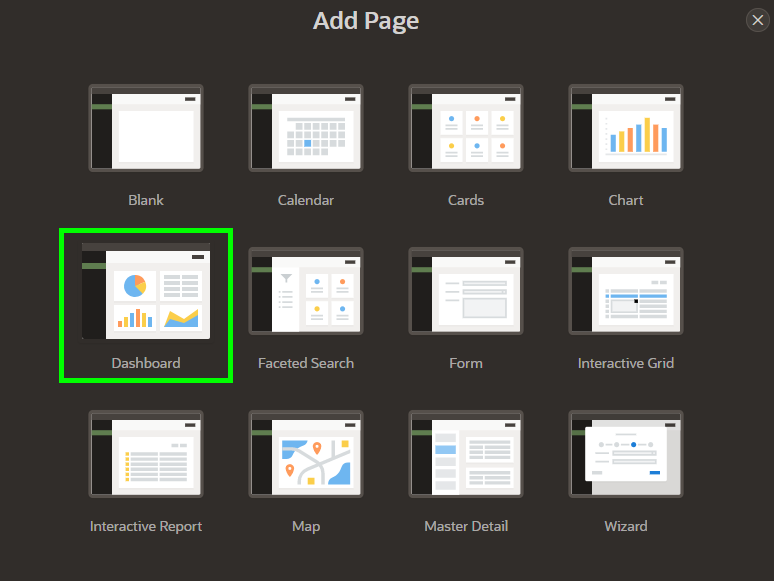 Add Page
Blank
Calendar
Cards
Chart
Dashboard
Faceted Search
Form
Interactive Grid
Interactive Report
Map
Master Detail
Wizard